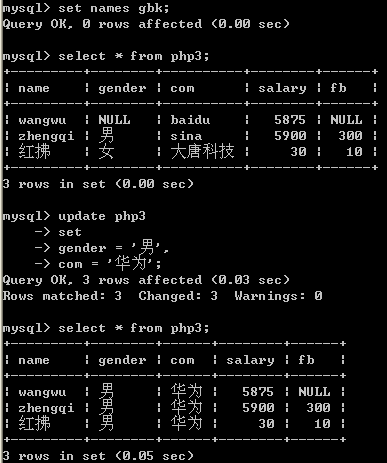 mysql> set names gbk;
Query OK, 0 rows affected (0.00 sec)
mysql> select * from php3;
+----------+--------+----------+--------+------+
| name     | gender | com      | salary | fb   |
+----------+--------+----------+--------+------+
| wangwu   | NULL   | baidu    |   5875 | NULL |
| zhengqi  | 男     | sina     |   5900 |  300 |
| 红拂     | 女     | 大唐科技 |     30 |   10 |
+----------+--------+----------+--------+------+
3 rows in set (0.00 sec)
mysql> update php3
    -> set
    -> gender = '男',
    -> com = '华为';
Query OK, 3 rows affected (0.03 sec)
Rows matched: 3  Changed: 3  Warnings: 0
mysql> select * from php3;
+----------+--------+------+--------+------+
| name     | gender | com  | salary | fb   |
+----------+--------+------+--------+------+
| wangwu   | 男     | 华为 |   5875 | NULL |
| zhengqi  | 男     | 华为 |   5900 |  300 |
| 红拂     | 男     | 华为 |     30 |   10 |
+----------+--------+------+--------+------+
3 rows in set (0.05 sec)